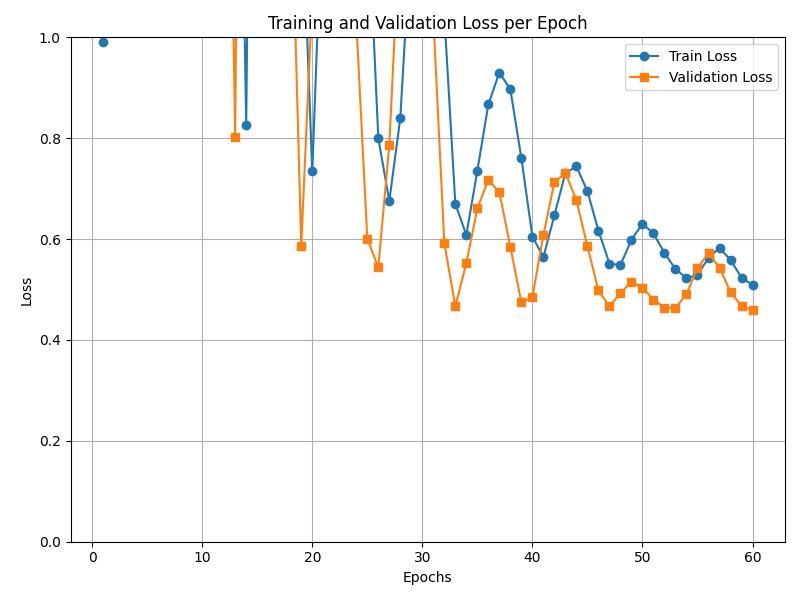 Training and Validation Loss per Epoch
1.0
0.8
0.6
0.4
0.2
0.0
Loss
Train Loss
Validation Loss
0 10 20 30 40 50 60
Epochs